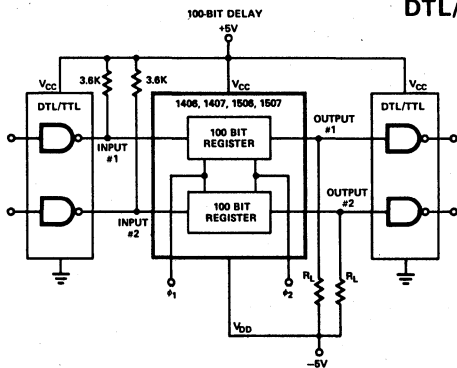 DTL/
100-BIT DELAY
+5V
VCC
3.6K
3.6K
VCC
VCC
DTL/TTL
1406, 1407, 1506, 1507
DTL/TTL
100 BIT
REGISTER
OUTPUT
#1
INPUT
#1
100 BIT
REGISTER
OUTPUT
#2
INPUT
#2
ϕ1
ϕ2
RL
RL
VDD
−5V